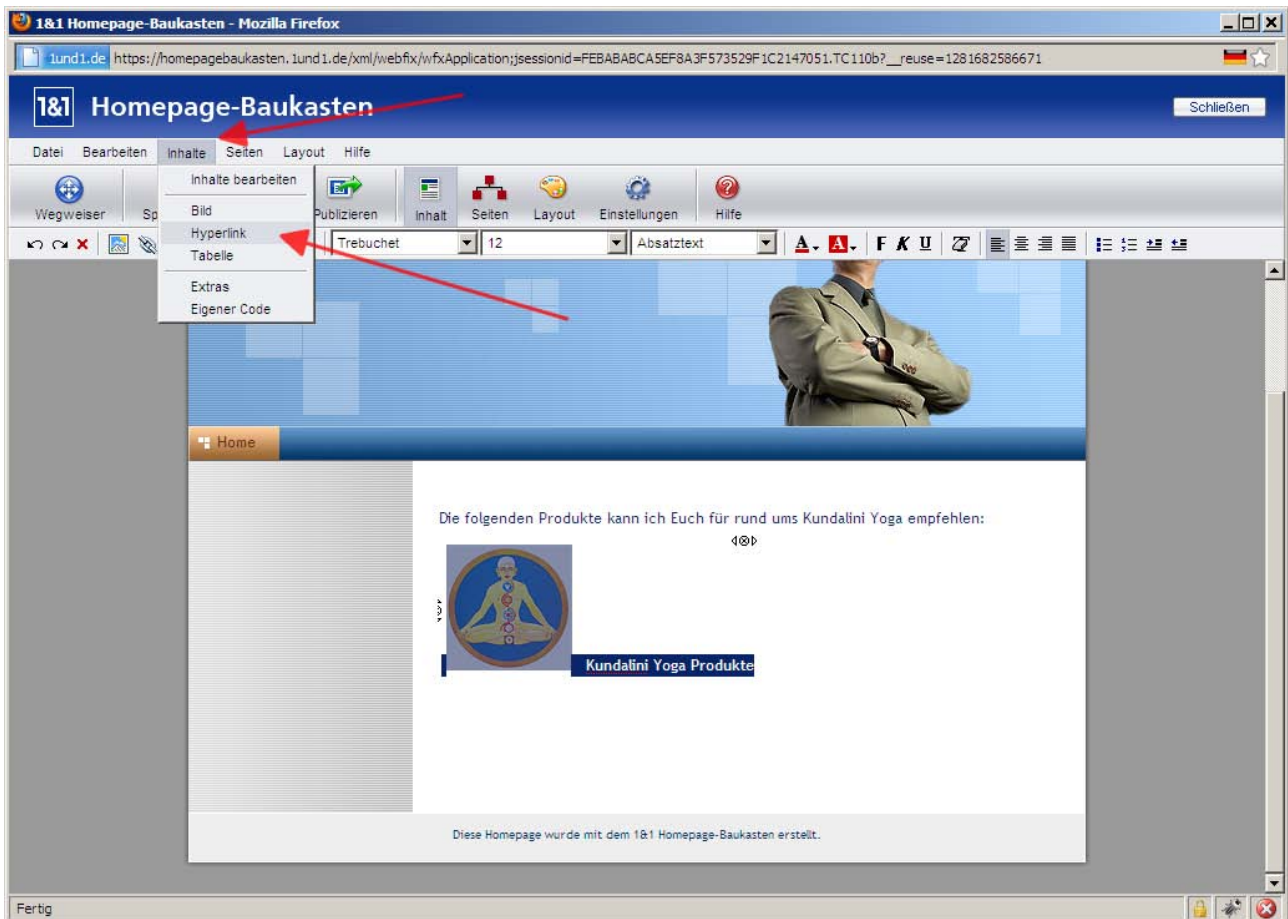 1&1 Homepage-Baukasten - Mozilla Firefox
1und1.de https://homepagebaukasten.1und1.de/xml/webfix/wfxApplication;jsessionid=FEBABABCA5EF8A3F573529F1C2147051.TC110b?__reuse=1281682586671
1&1 Homepage-Baukasten
Schließen
Datei Bearbeiten Inhalte Seiten Layout Hilfe
Inhalte bearbeiten
Bild
Hyperlink
Tabelle
Extras
Eigener Code
Wegweiser Sp Publizieren Inhalt Seiten Layout Einstellungen Hilfe
Trebuchet 12 Absatztext A A F K U
Home
Die folgenden Produkte kann ich Euch für rund ums Kundalini Yoga empfehlen:
Kundalini Yoga Produkte
Diese Homepage wurde mit dem 1&1 Homepage-Baukasten erstellt.
Fertig